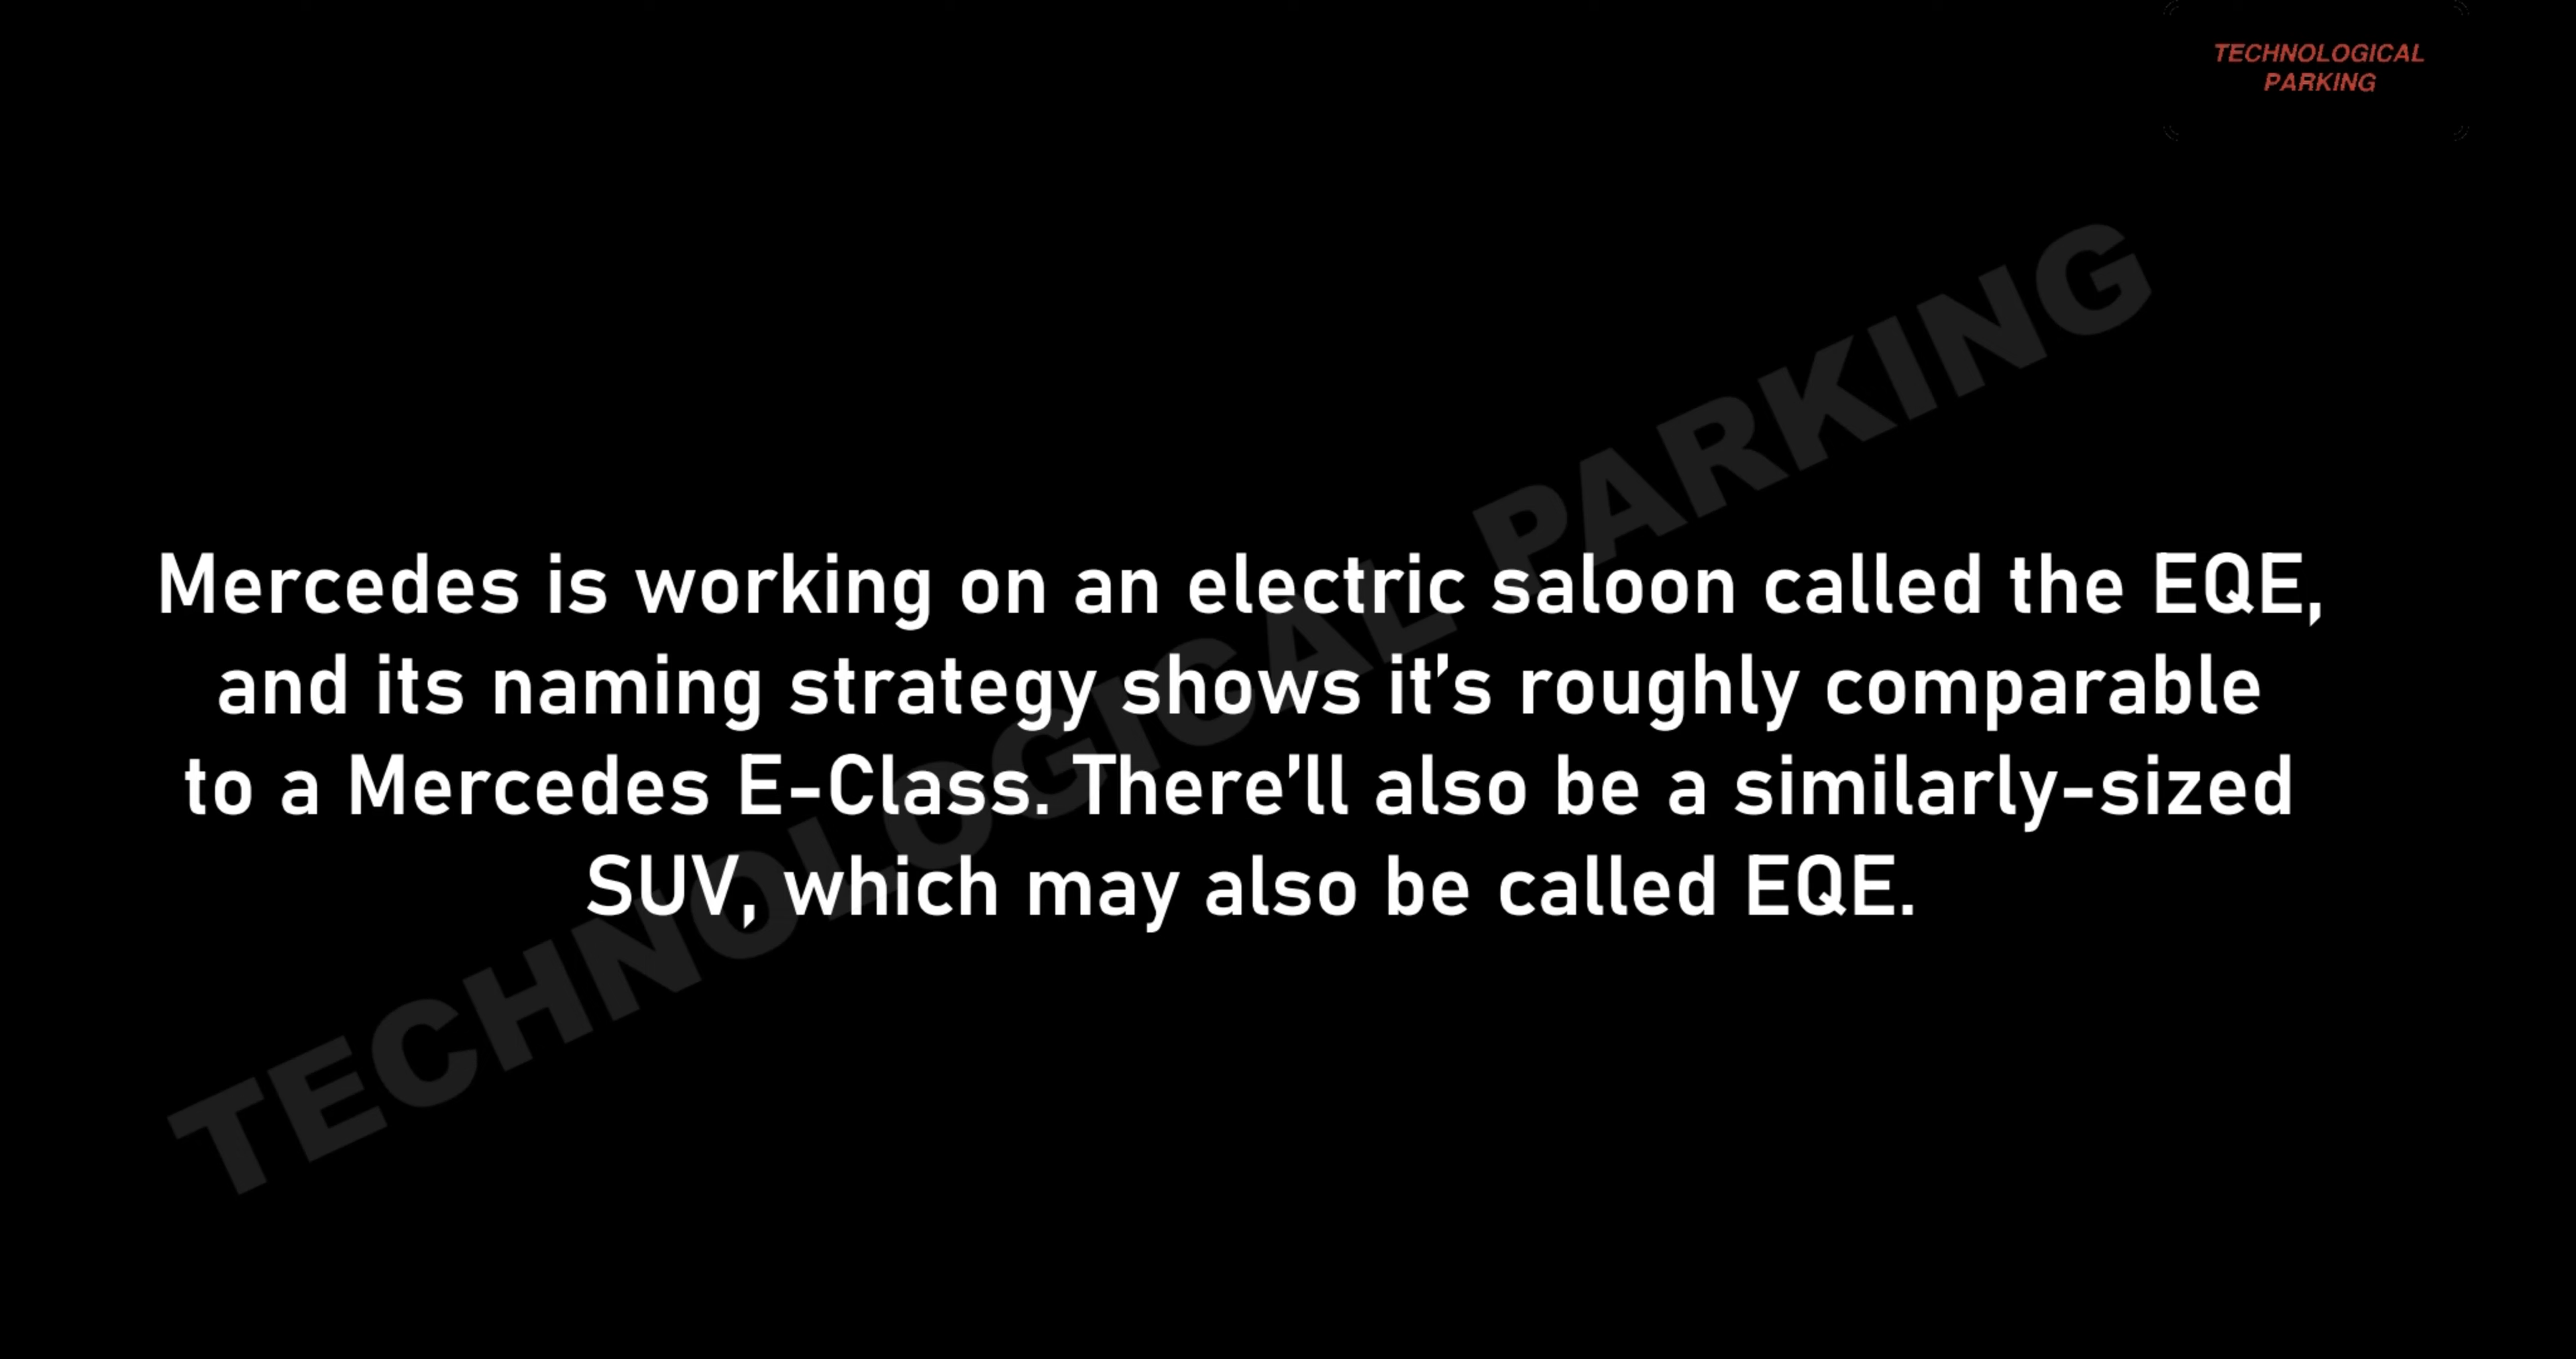 TECHNOLOGICAL
PARKING
Mercedes is working on an electric saloon called the EQE,
and its naming strategy shows it’s roughly comparable
to a Mercedes E-Class. There’ll also be a similarly-sized
SUV, which may also be called EQE.
TECHNOLOGICAL PARKING